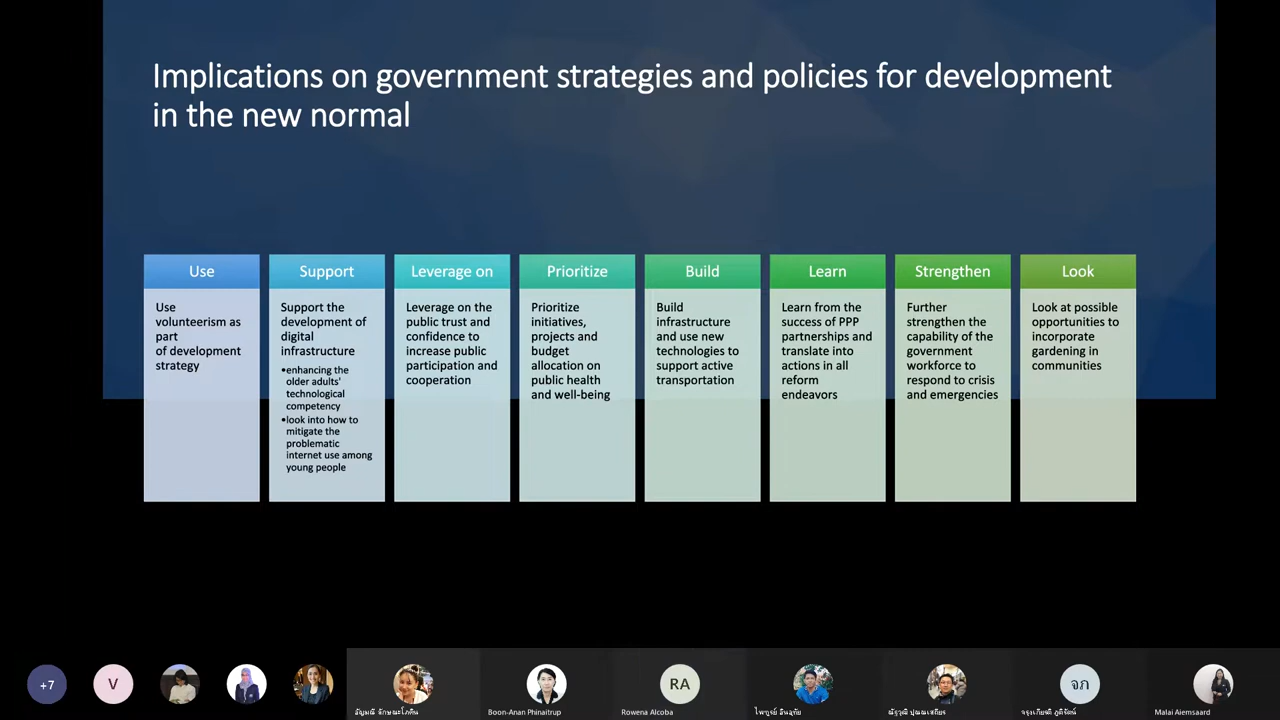 Implications on government strategies and policies for development
in the new normal
Use
Use
volunteerism as
part
of development
strategy
Support
Support the
development of
digital
infrastructure
•enhancing the
older adults'
technological
competency
•look into how to
mitigate the
problematic
internet use among
young people
Leverage on
Leverage on the
public trust and
confidence to
increase public
participation and
cooperation
Prioritize
Prioritize
initiatives,
projects and
budget
allocation on
public health
and well-being
Build
Build
infrastructure
and use new
technologies to
support active
transportation
Learn
Learn from the
success of PPP
partnerships and
translate into
actions in all
reform
endeavors
Strengthen
Further
strengthen the
capability of the
government
workforce to
respond to crisis
and emergencies
Look
Look at possible
opportunities to
incorporate
gardening in
communities
+7
V
RA
จภ
Boon-Anan Phinaitrup
Rowena Alcoba
Malai Aiemsaard